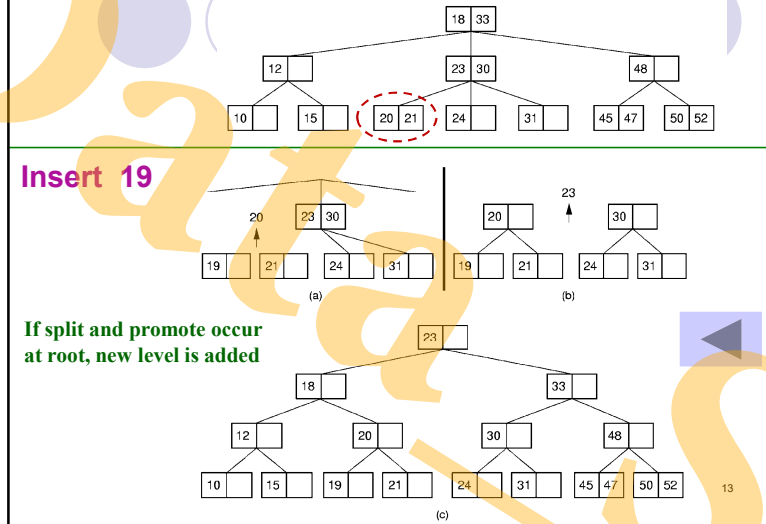 18 33
12 23 30 48
10 15 20 21 24 31 45 47 50 52
Insert 19
20 23 30
19 21 24 31
(a)
23
20 30
19 21 24 31
(b)
If split and promote occur
at root, new level is added
23
18 33
12 20 30 48
10 15 19 21 24 31 45 47 50 52
(c)
13
Data